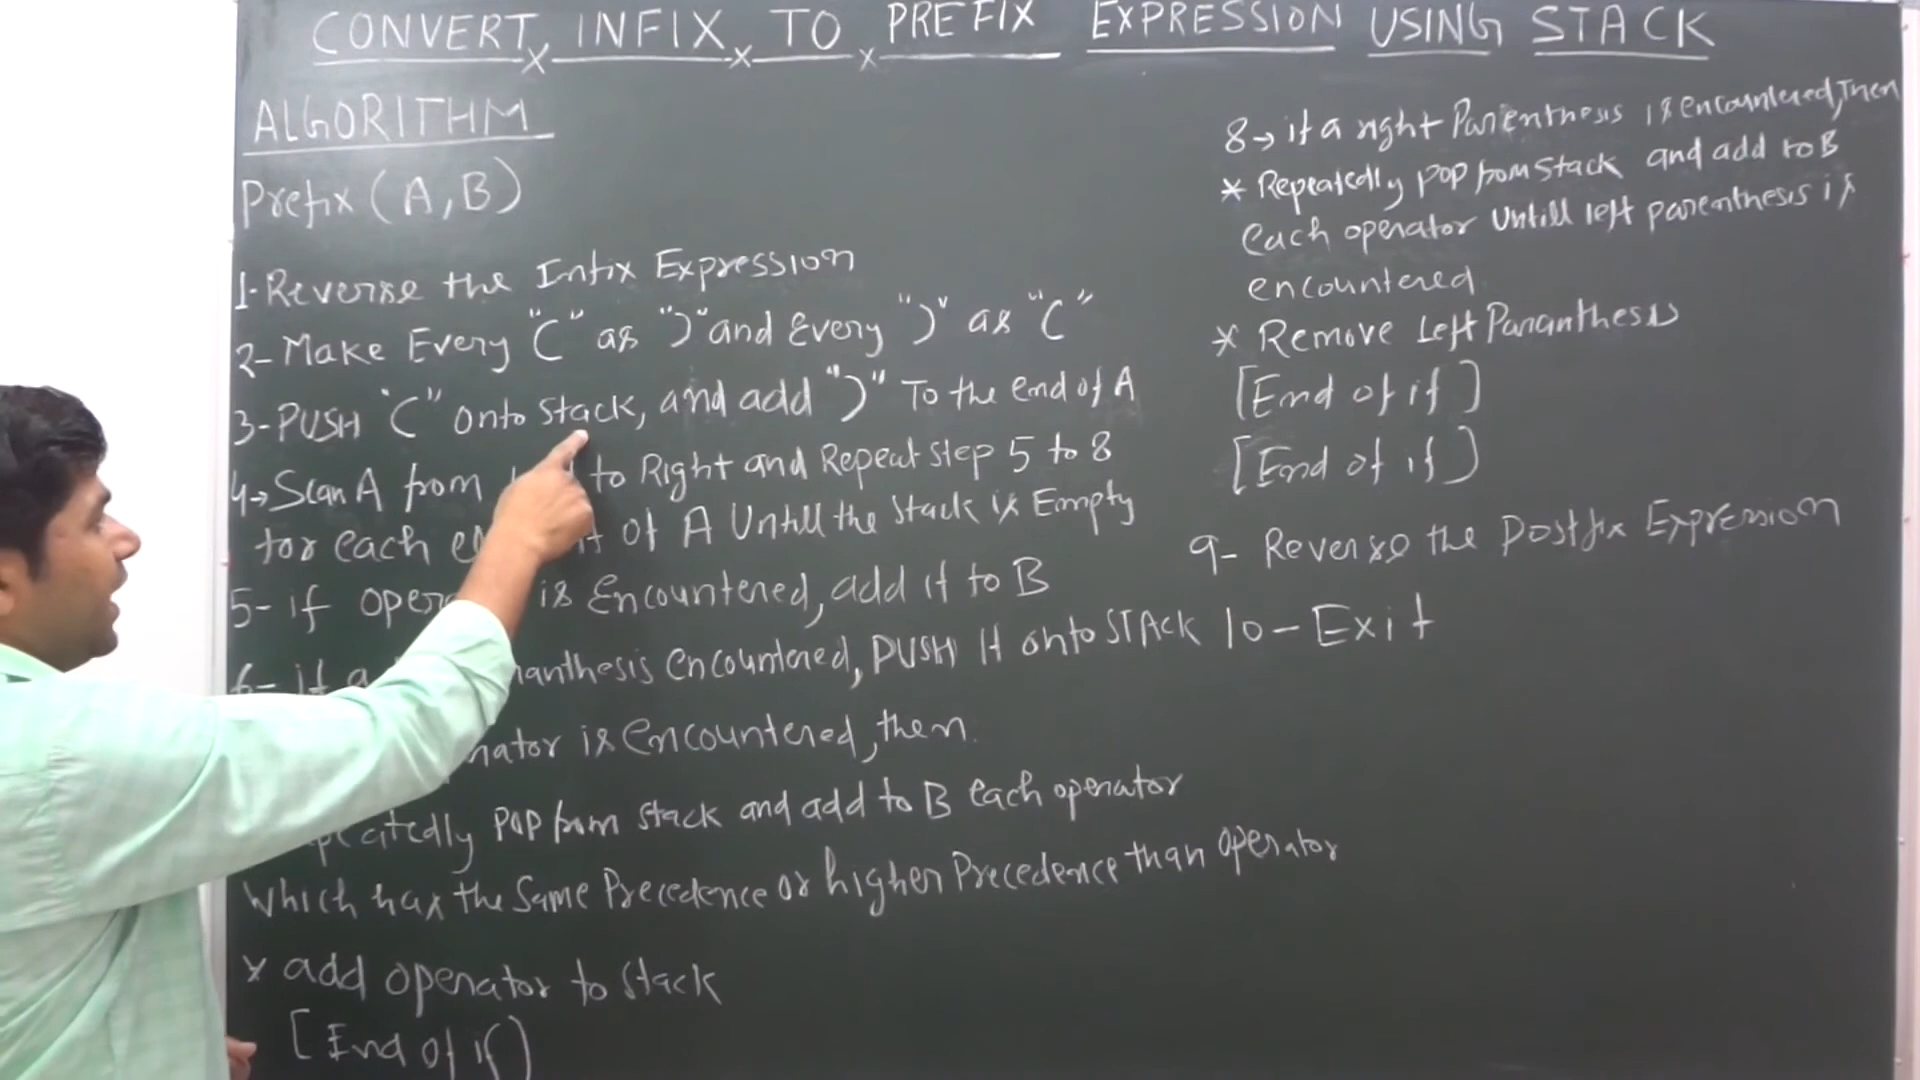 CONVERT INFIX TO PREFIX EXPRESSION USING STACK
ALGORITHM
Prefix (A, B)
1- Reverse the Infix Expression
2- Make Every "(" as ")" and Every ")" as "("
3- PUSH "(" onto Stack, and add ")" To the end of A
4→ Scan A from to Right and Repeat Step 5 to 8
for each of A Untill the Stack is Empty
5- if is Encountered, add it to B
6- if a encountered, PUSH it onto STACK
is encountered, then
POP from Stack and add to B each operator
Which has the Same Precedence or higher Precedence than operator
* add operator to Stack
[End of if]
8→ if a right Parenthesis is encountered, Then
* Repeatedly pop from Stack and add to B
each operator Untill left parenthesis is
encountered
* Remove Left Pananthesis
[End of if]
[End of if]
9- Reverse the Postfix Expression
10- Exit